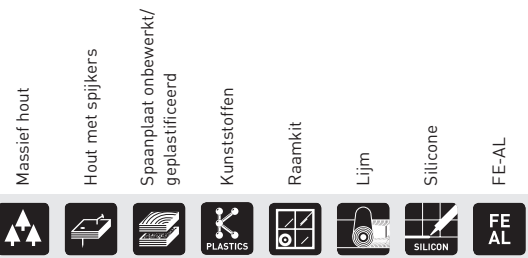 Massief hout
Hout met spijkers
Spaanplaat onbewerkt/
geplastificeerd
Kunststoffen
Raamkit
Lijm
Silicone
FE-AL
PLASTICS
SILICON
FE
AL